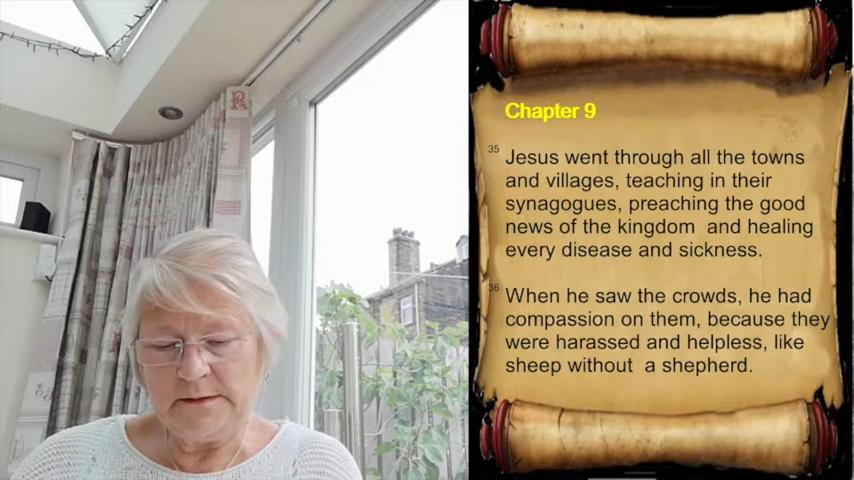 R
Chapter 9
35
Jesus went through all the towns
and villages, teaching in their
synagogues, preaching the good
news of the kingdom  and healing
every disease and sickness.
36
When he saw the crowds, he had
compassion on them, because they
were harassed and helpless, like
sheep without  a shepherd.